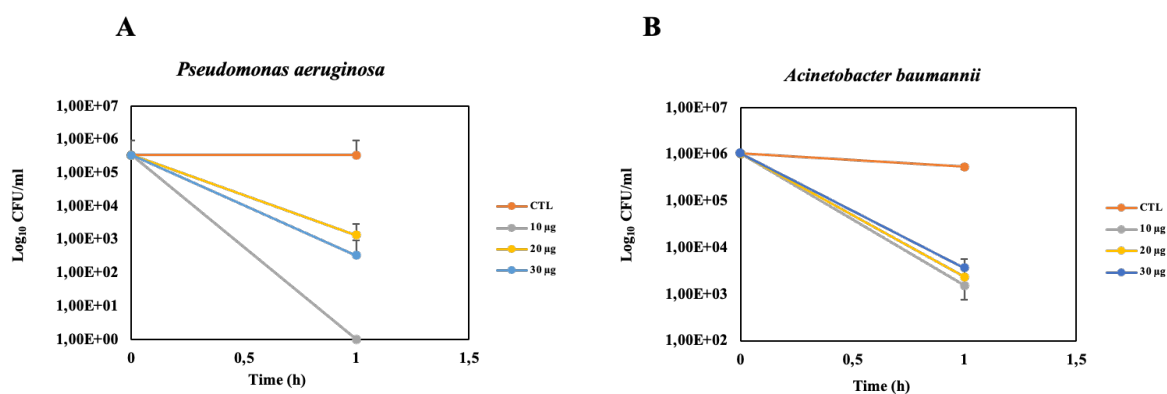 A
Pseudomonas aeruginosa
Log10 CFU/ml
1,00E+07
1,00E+06
1,00E+05
1,00E+04
1,00E+03
1,00E+02
1,00E+01
1,00E+00
0
0,5
1
1,5
Time (h)
CTL
10 µg
20 µg
30 µg
B
Acinetobacter baumannii
Log10 CFU/ml
1,00E+07
1,00E+06
1,00E+05
1,00E+04
1,00E+03
1,00E+02
0
0,5
1
1,5
Time (h)
CTL
10 µg
20 µg
30 µg